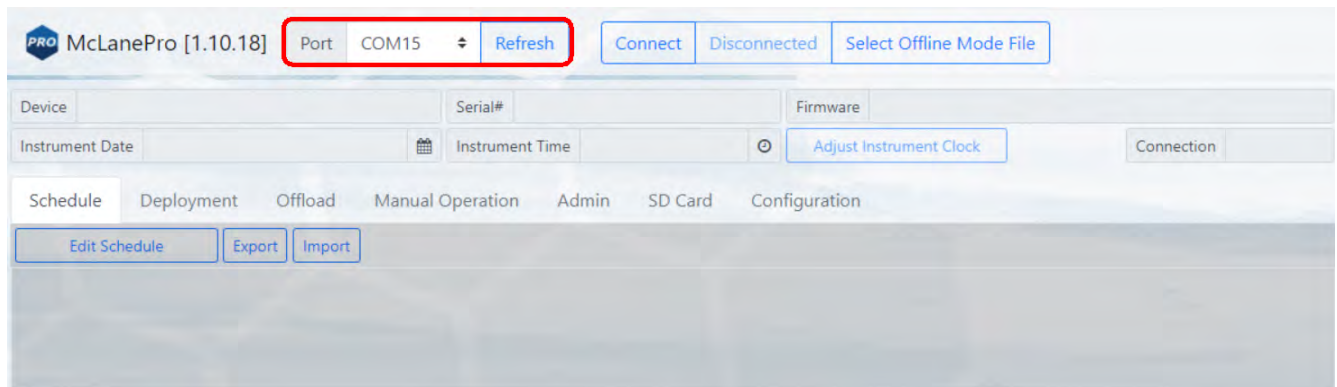 PRO McLanePro [1.10.18] Port COM15 Refresh Connect Disconnected Select Offline Mode File
Device Serial# Firmware
Instrument Date Instrument Time Adjust Instrument Clock Connection
Schedule Deployment Offload Manual Operation Admin SD Card Configuration
Edit Schedule Export Import